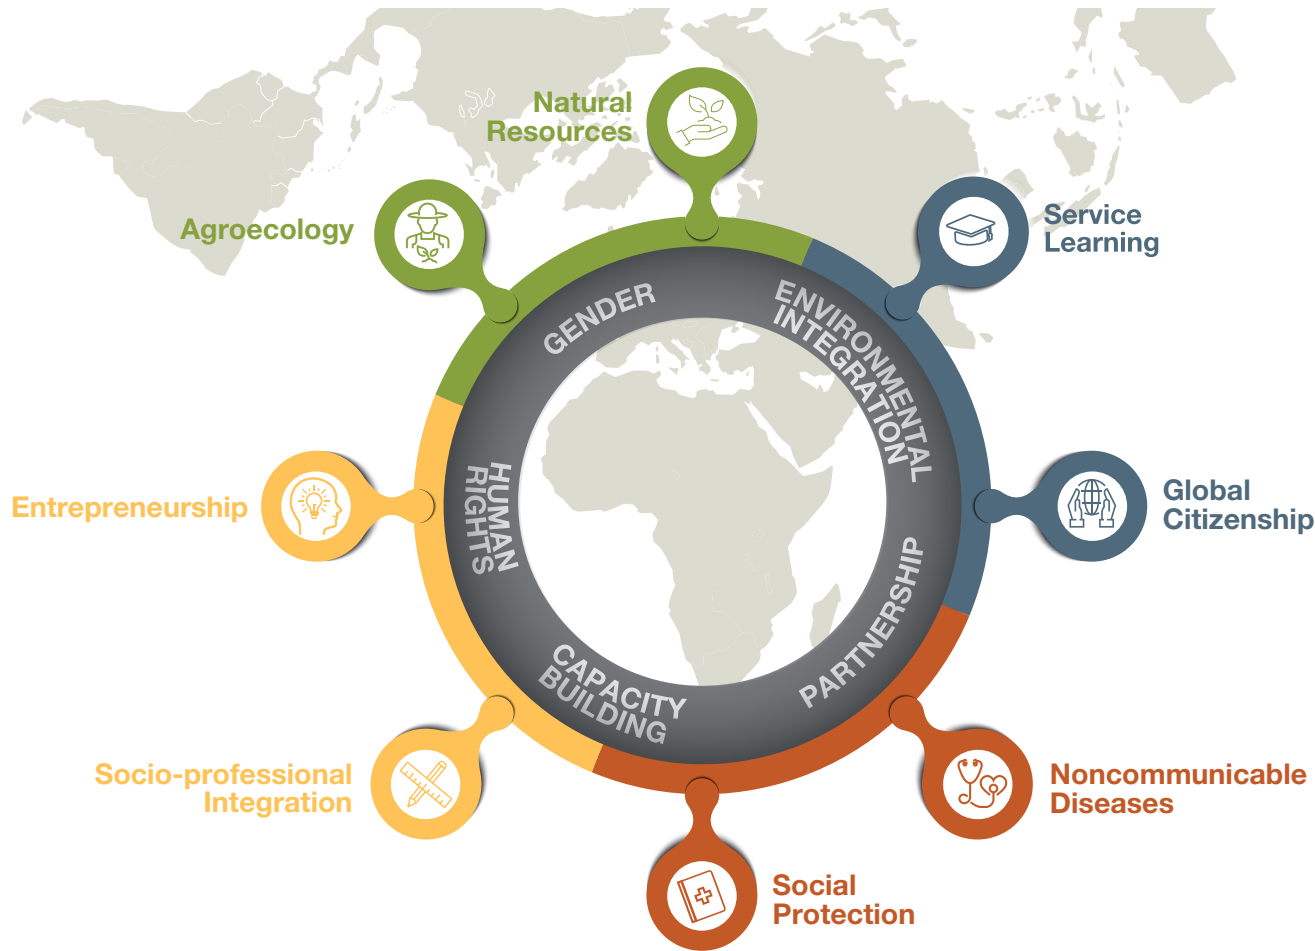 Natural
Resources
Agroecology
Service
Learning
GENDER
ENVIRONMENTAL
INTEGRATION
Entrepreneurship
HUMAN
RIGHTS
Global
Citizenship
PARTNERSHIP
CAPACITY
BUILDING
Socio-professional
Integration
Noncommunicable
Diseases
Social
Protection